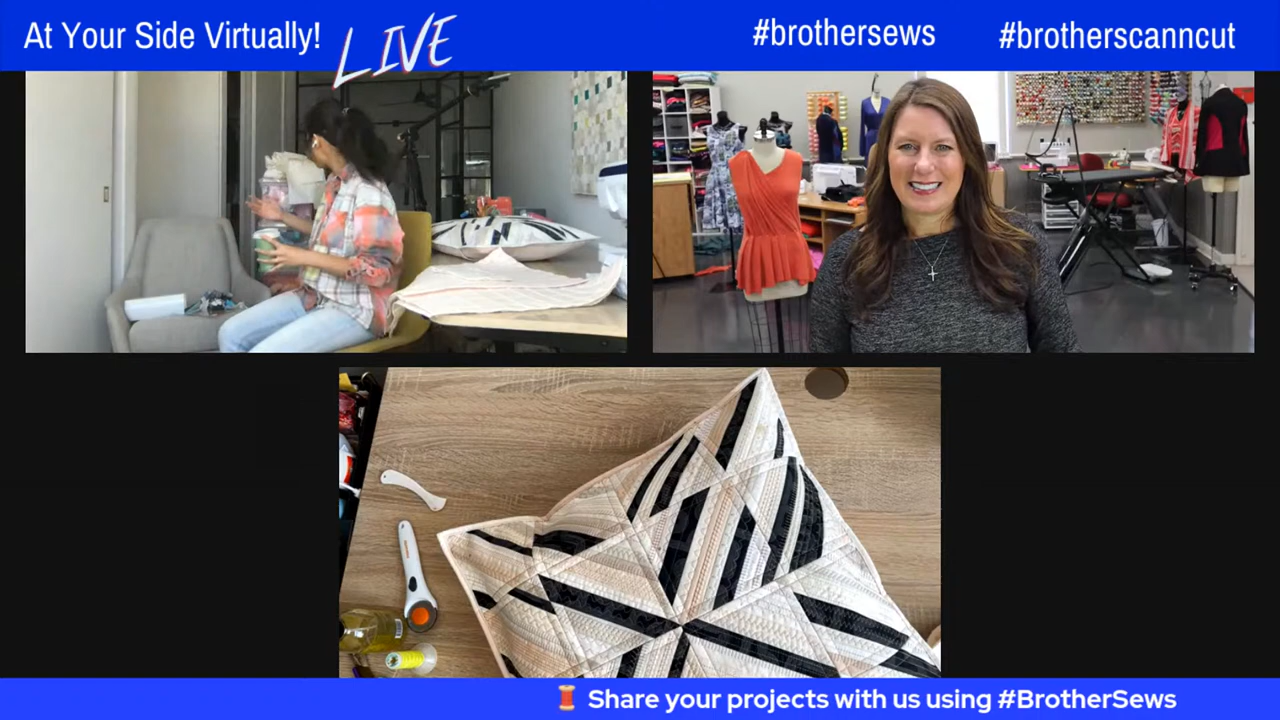 At Your Side Virtually!
LIVE
#brothersews
#brotherscanncut
Share your projects with us using #BrotherSews